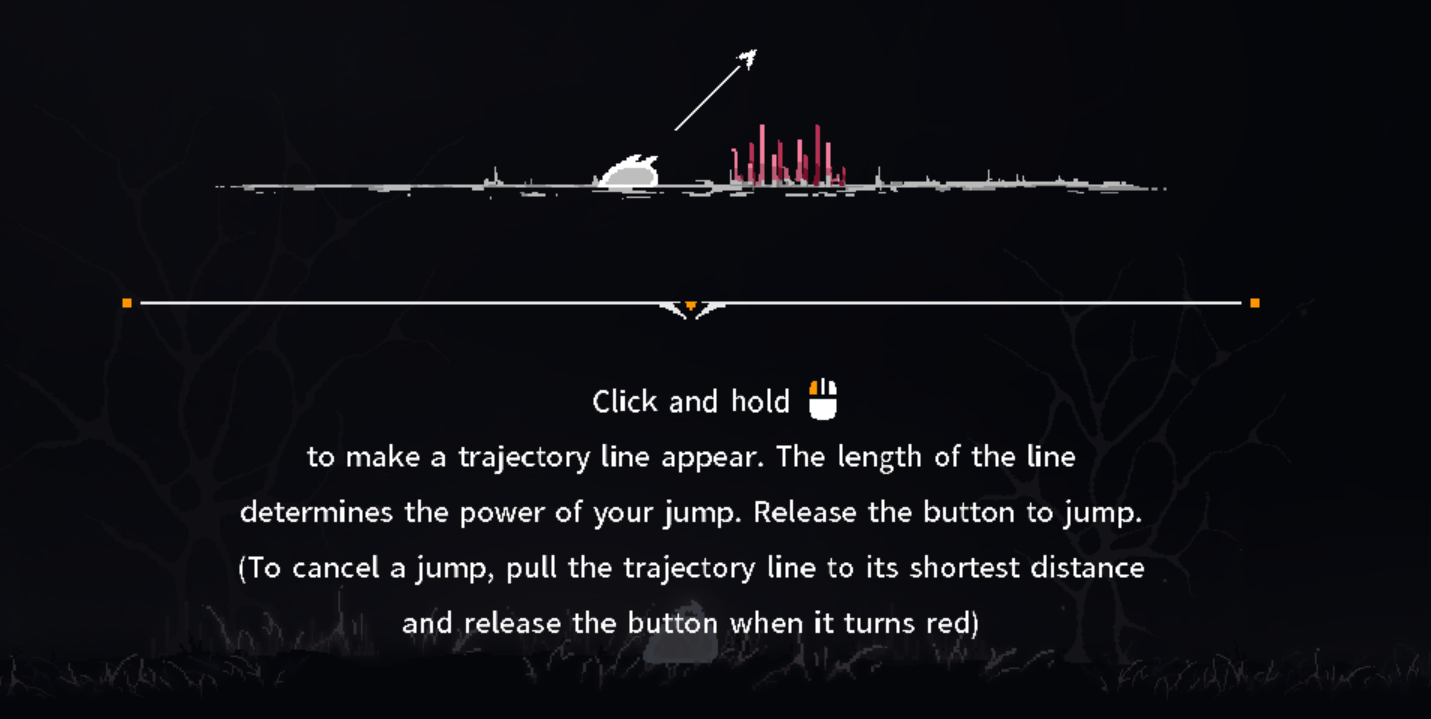 Click and hold
to make a trajectory line appear. The length of the line
determines the power of your jump. Release the button to jump.
(To cancel a jump, pull the trajectory line to its shortest distance
and release the button when it turns red)